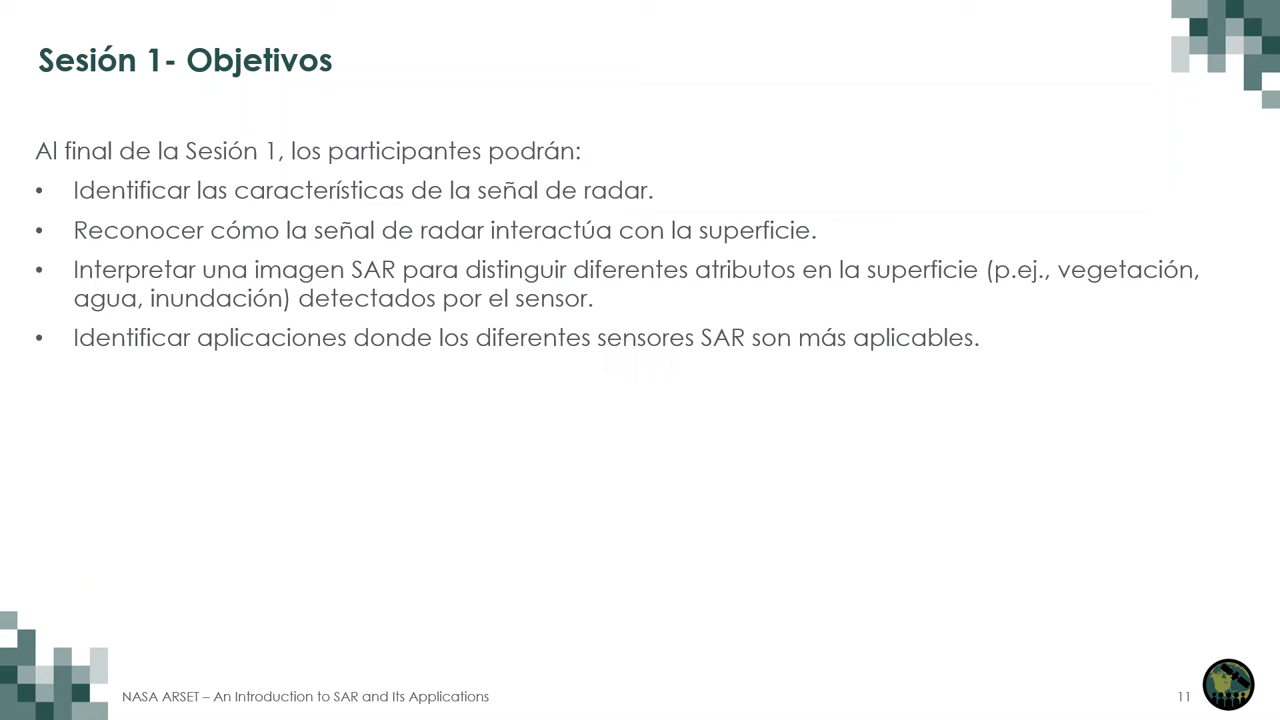 Sesión 1- Objetivos
Al final de la Sesión 1, los participantes podrán:
• Identificar las características de la señal de radar.
• Reconocer cómo la señal de radar interactúa con la superficie.
• Interpretar una imagen SAR para distinguir diferentes atributos en la superficie (p.ej., vegetación,
agua, inundación) detectados por el sensor.
• Identificar aplicaciones donde los diferentes sensores SAR son más aplicables.
NASA ARSET – An Introduction to SAR and Its Applications
11